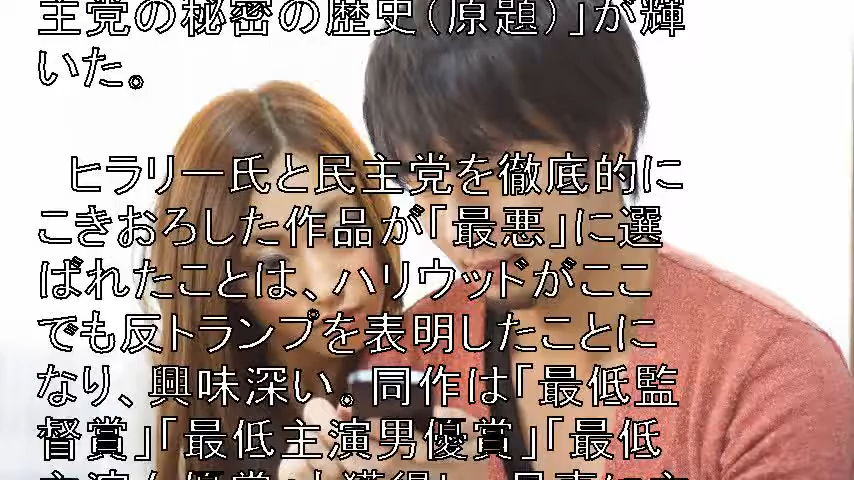 主党の秘密の歴史（原題）」が輝
いた。
ヒラリー氏と民主党を徹底的に
こきおろした作品が「最悪」に選
ばれたことは、ハリウッドがここ
でも反トランプを表明したことに
なり、興味深い。同作は「最低監
督賞」「最低主演男優賞」「最低